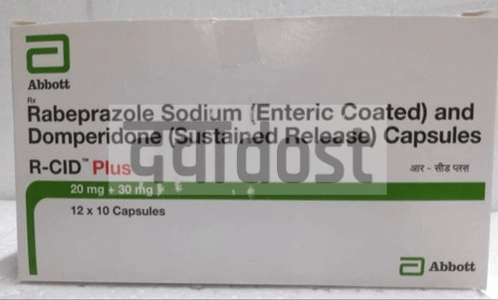 Abbott
Rx
Rabeprazole Sodium (Enteric Coated) and
Domperidone (Sustained Release) Capsules
R-CID™ Plus
आर - सीड प्लस
20 mg + 30 mg
12 x 10 Capsules
Abbott